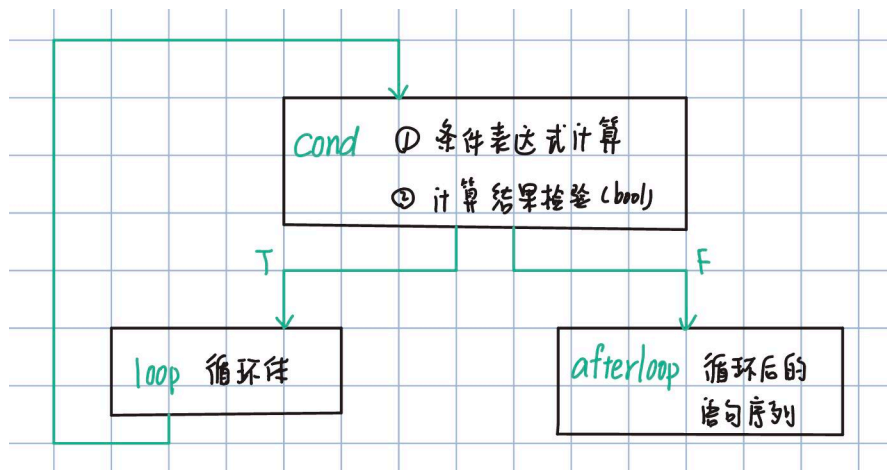 cond ① 条件表达式计算
② 计算结果检验(bool)
T
F
loop 循环体
afterloop 循环后的
语句序列